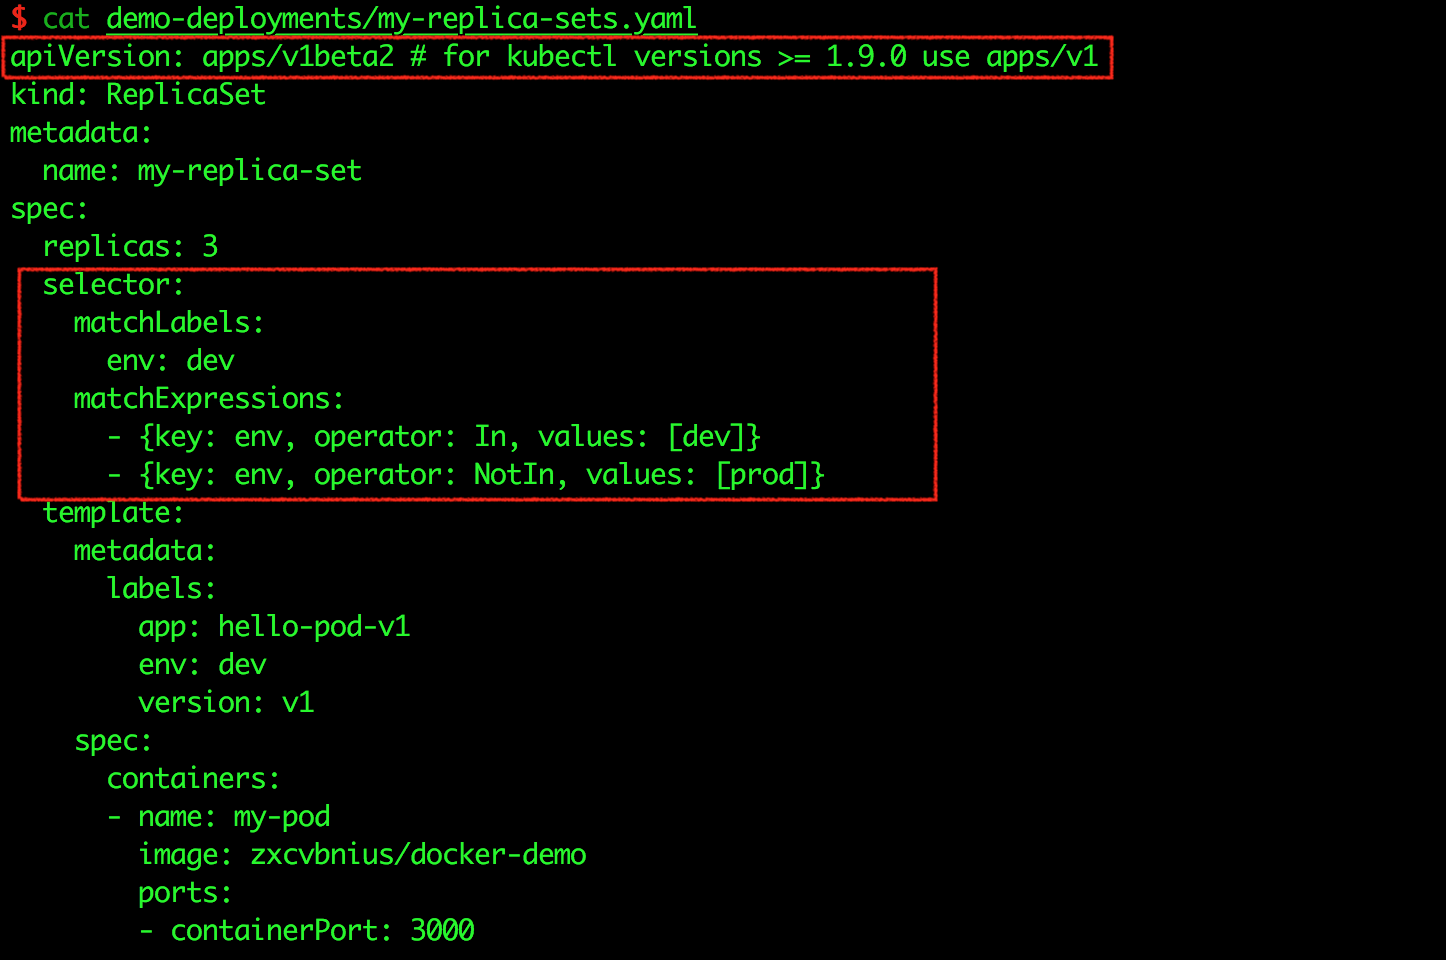 $ cat demo-deployments/my-replica-sets.yaml
apiVersion: apps/v1beta2 # for kubectl versions >= 1.9.0 use apps/v1
kind: ReplicaSet
metadata:
  name: my-replica-set
spec:
  replicas: 3
  selector:
    matchLabels:
      env: dev
    matchExpressions:
      - {key: env, operator: In, values: [dev]}
      - {key: env, operator: NotIn, values: [prod]}
  template:
    metadata:
      labels:
        app: hello-pod-v1
        env: dev
        version: v1
    spec:
      containers:
      - name: my-pod
        image: zxcvbnius/docker-demo
        ports:
        - containerPort: 3000